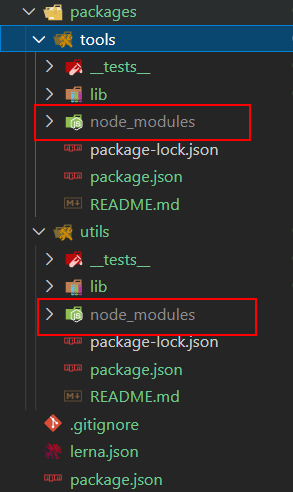 packages
tools
__tests__
lib
node_modules
package-lock.json
package.json
README.md
utils
__tests__
lib
node_modules
package-lock.json
package.json
README.md
.gitignore
lerna.json
package.json